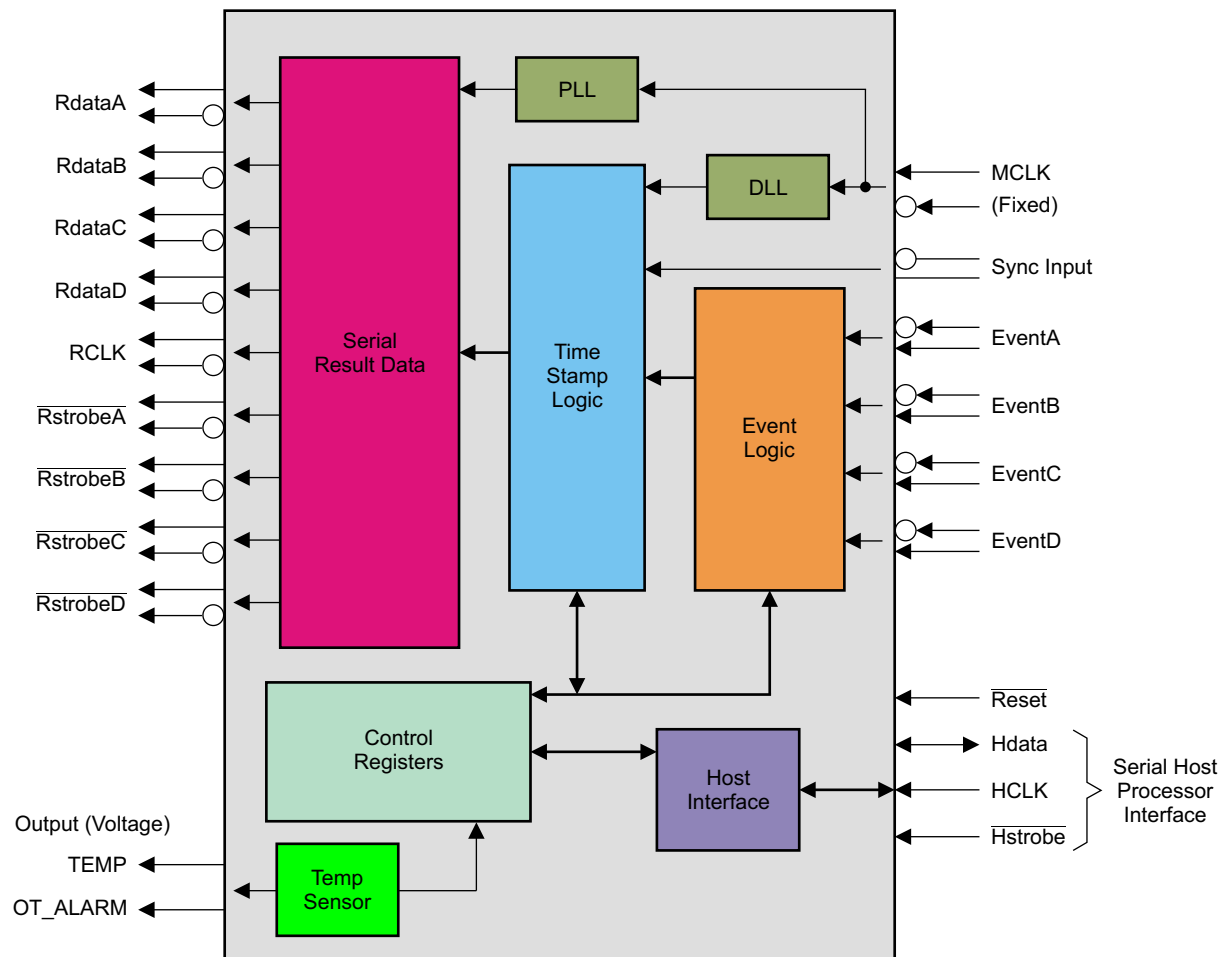 RdataA
RdataB
RdataC
RdataD
RCLK
RstrobeA
RstrobeB
RstrobeC
RstrobeD
Output (Voltage)
TEMP
OT_ALARM
Serial
Result Data
PLL
DLL
Time
Stamp
Logic
Event
Logic
Control
Registers
Host
Interface
Temp
Sensor
MCLK
(Fixed)
Sync Input
EventA
EventB
EventC
EventD
Reset
Hdata
HCLK
Hstrobe
Serial Host
Processor
Interface